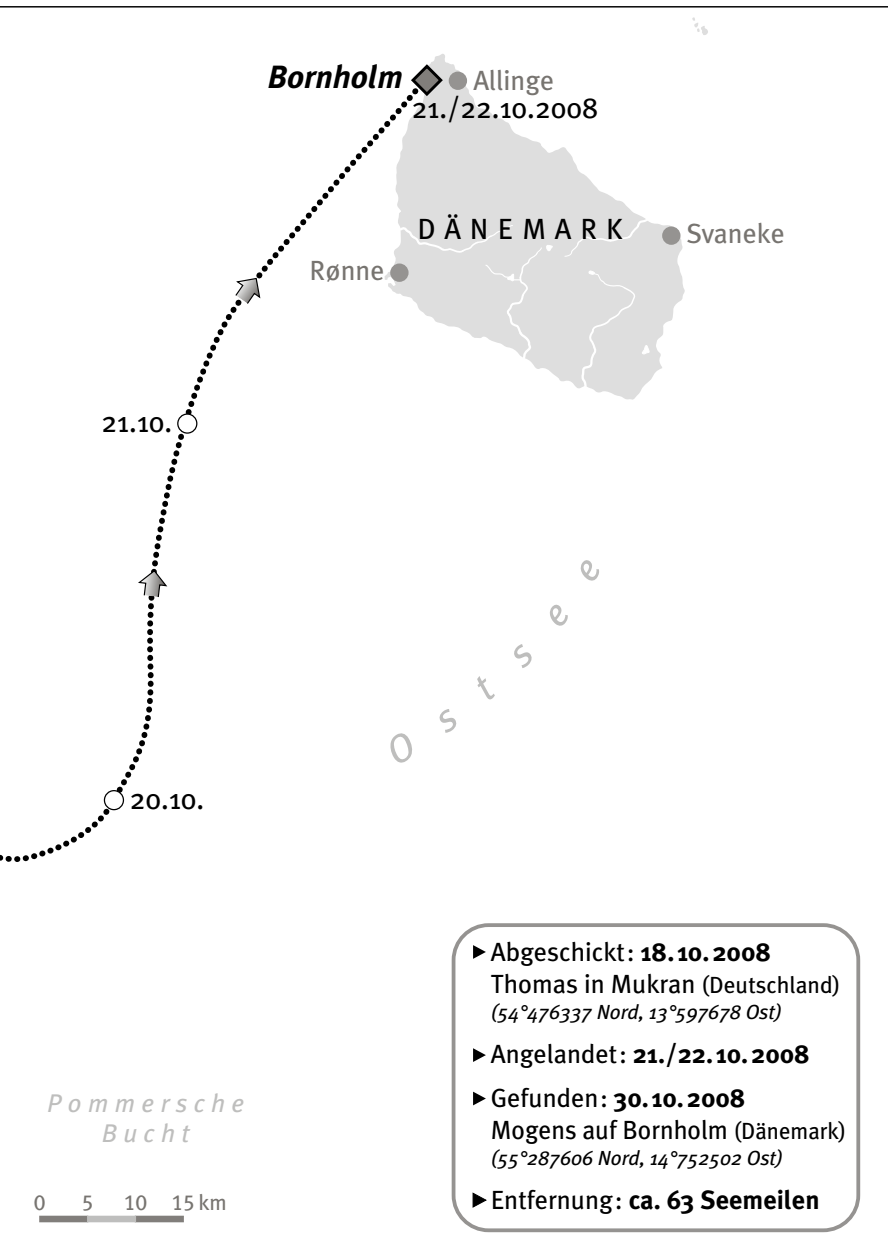 Bornholm
Allinge
21./22.10.2008
DÄNEMARK
Svaneke
Rønne
21.10.
Ostsee
20.10.
▶ Abgeschickt: 18.10.2008
Thomas in Mukran (Deutschland)
(54°476337 Nord, 13°597678 Ost)
▶ Angelandet: 21./22.10.2008
▶ Gefunden: 30.10.2008
Mogens auf Bornholm (Dänemark)
(55°287606 Nord, 14°752502 Ost)
▶ Entfernung: ca. 63 Seemeilen
Pommersche
Bucht
0 5 10 15 km